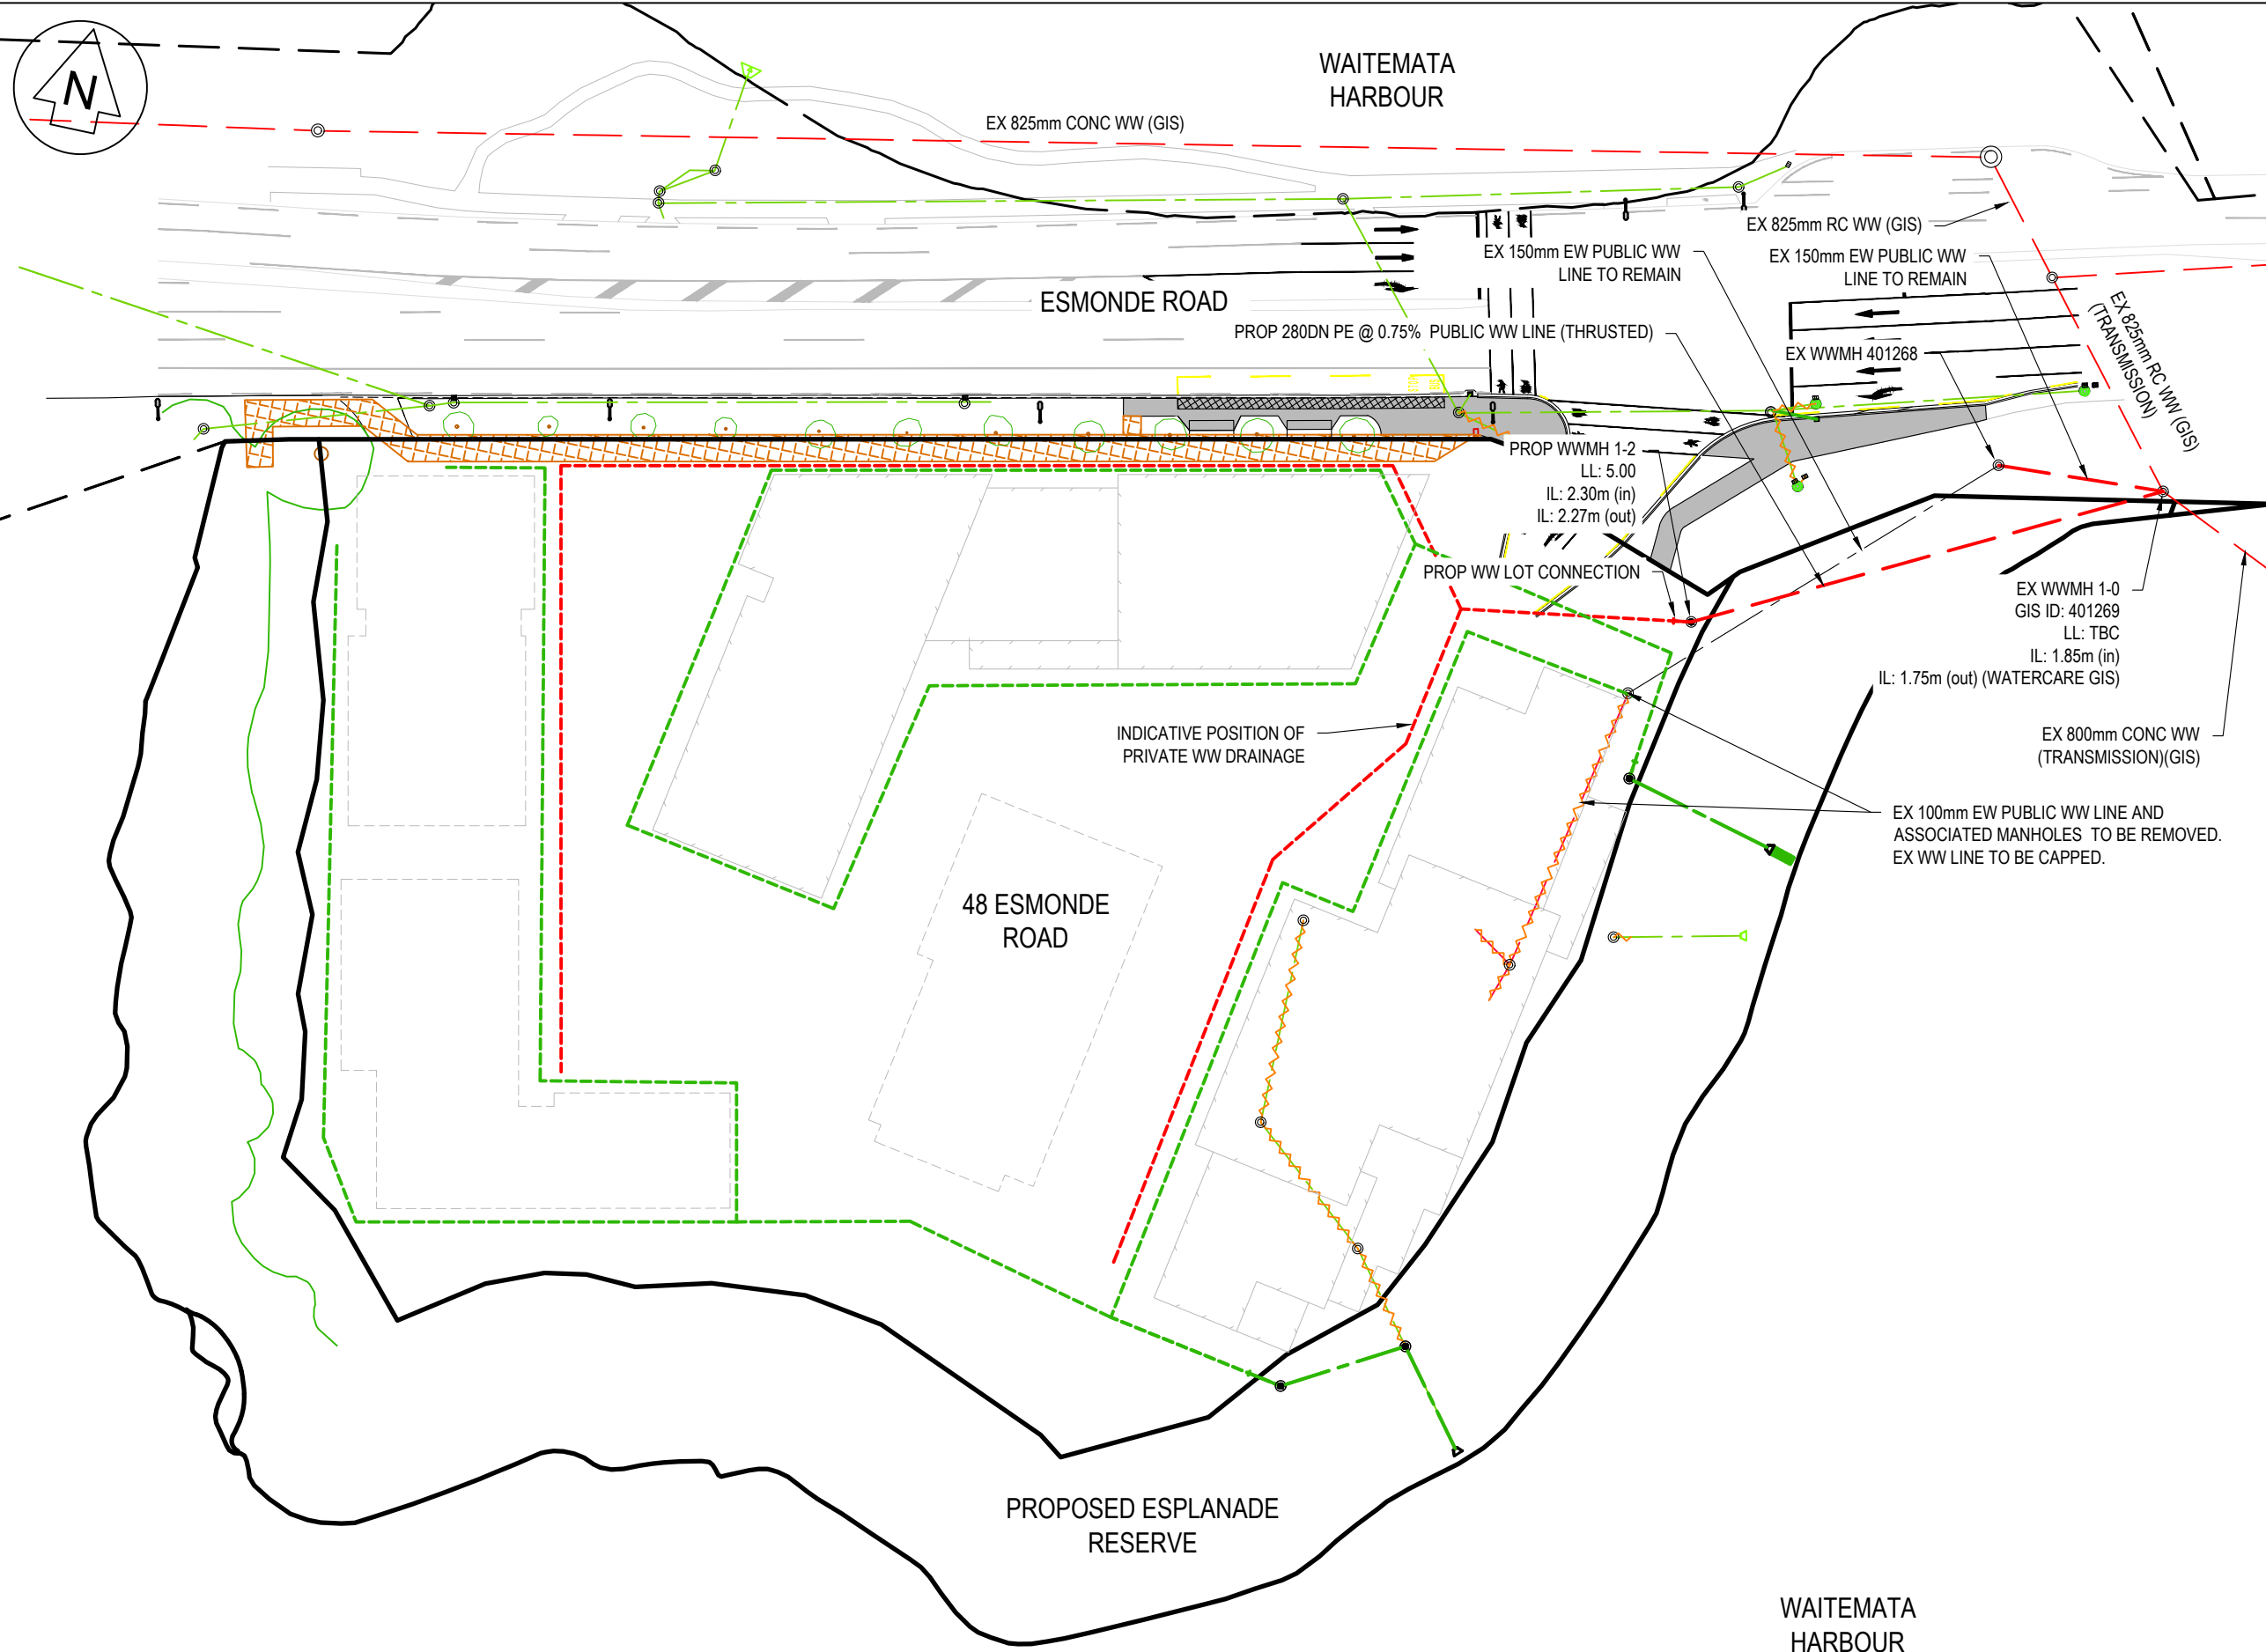 N
WAITEMATA
HARBOUR
EX 825mm CONC WW (GIS)
EX 825mm RC WW (GIS)
EX 150mm EW PUBLIC WW
LINE TO REMAIN
EX 150mm EW PUBLIC WW
LINE TO REMAIN
ESMONDE ROAD
PROP 280DN PE @ 0.75% PUBLIC WW LINE (THRUSTED)
EX WWMH 401268
EX 825mm RC WW (GIS)
(TRANSMISSION)
PROP WWMH 1-2
LL: 5.00
IL: 2.30m (in)
IL: 2.27m (out)
PROP WW LOT CONNECTION
EX WWMH 1-0
GIS ID: 401269
LL: TBC
IL: 1.85m (in)
IL: 1.75m (out) (WATERCARE GIS)
INDICATIVE POSITION OF
PRIVATE WW DRAINAGE
EX 800mm CONC WW
(TRANSMISSION)(GIS)
EX 100mm EW PUBLIC WW LINE AND
ASSOCIATED MANHOLES TO BE REMOVED.
EX WW LINE TO BE CAPPED.
48 ESMONDE
ROAD
PROPOSED ESPLANADE
RESERVE
WAITEMATA
HARBOUR